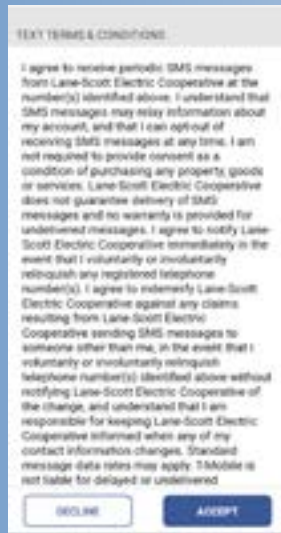 TEXT TERMS & CONDITIONS
I agree to receive periodic SMS messages
from Lane-Scott Electric Cooperative at the
number(s) identified above. I understand that
SMS messages may relay information about
my account, and that I can opt-out of
receiving SMS messages at any time. I am
not required to provide consent as a
condition of purchasing any property, goods
or services. Lane-Scott Electric Cooperative
does not guarantee delivery of SMS
messages and no warranty is provided for
undelivered messages. I agree to notify Lane-
Scott Electric Cooperative immediately in the
event that I voluntarily or involuntarily
relinquish any registered telephone
number(s). I agree to indemnify Lane-Scott
Electric Cooperative against any claims
resulting from Lane-Scott Electric
Cooperative sending SMS messages to
someone other than me, in the event that I
voluntarily or involuntarily relinquish
telephone number(s) identified above without
notifying Lane-Scott Electric Cooperative of
the change, and understand that I am
responsible for keeping Lane-Scott Electric
Cooperative informed when any of my
contact information changes. Standard
message data rates may apply. T-Mobile is
not liable for delayed or undelivered
DECLINE
ACCEPT